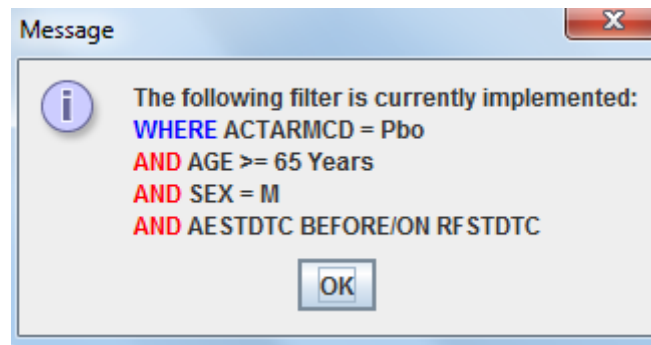 Message
X
The following filter is currently implemented:
WHERE ACTARMCD = Pbo
AND AGE >= 65 Years
AND SEX = M
AND AESTDTC BEFORE/ON RFSTDTC
OK